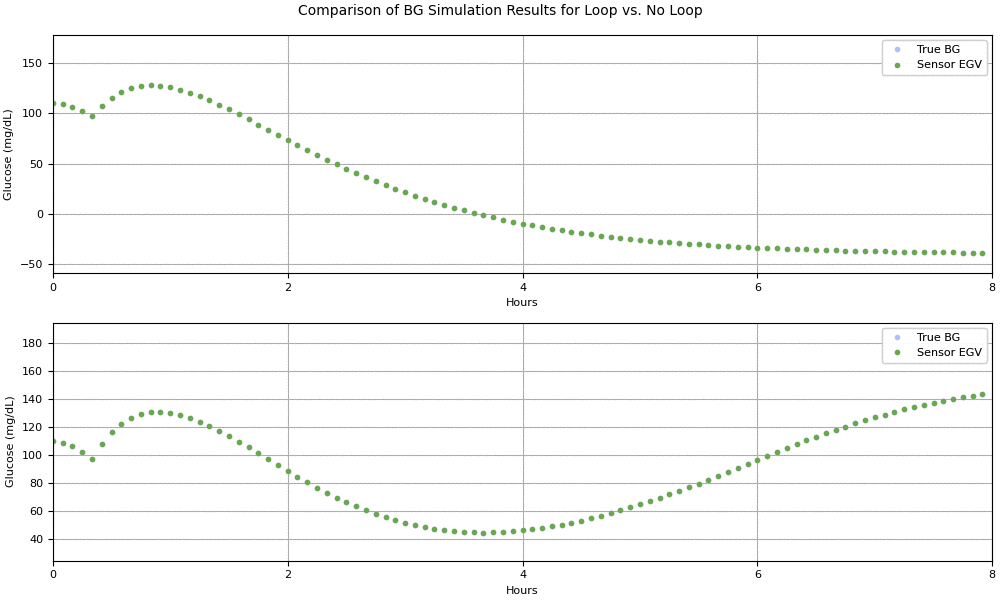 Comparison of BG Simulation Results for Loop vs. No Loop
Glucose (mg/dL)
150
100
50
0
−50
True BG
Sensor EGV
0 2 4 6 8
Hours
Glucose (mg/dL)
180
160
140
120
100
80
60
40
True BG
Sensor EGV
0 2 4 6 8
Hours